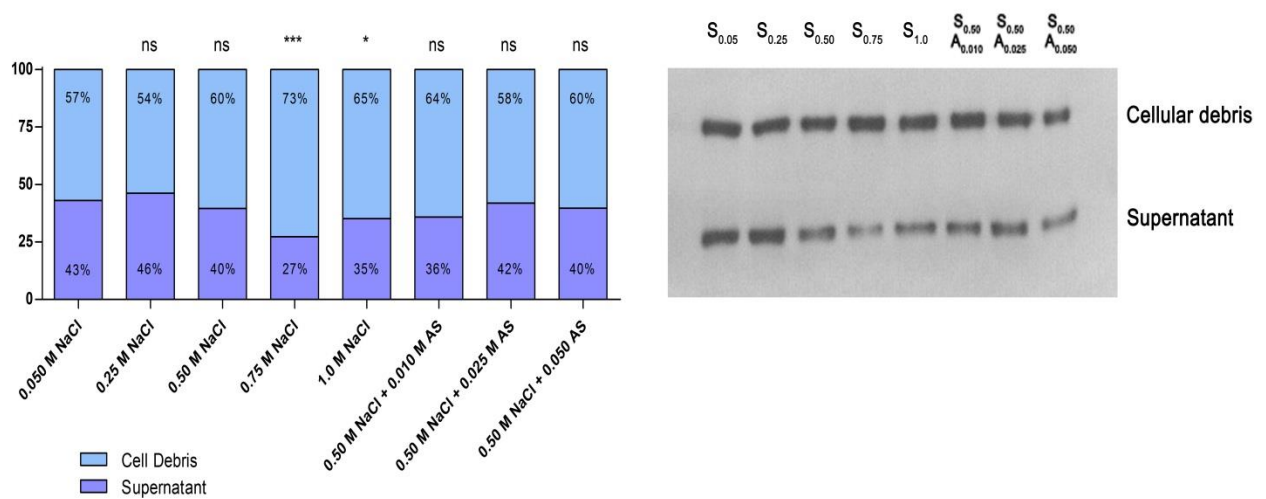 ns ns *** * ns ns ns
100
75
50
25
0
57% 54% 60% 73% 65% 64% 58% 60%
43% 46% 40% 27% 35% 36% 42% 40%
0.050 M NaCl
0.25 M NaCl
0.50 M NaCl
0.75 M NaCl
1.0 M NaCl
0.50 M NaCl + 0.010 M AS
0.50 M NaCl + 0.025 M AS
0.50 M NaCl + 0.050 AS
Cell Debris
Supernatant
S0.05 S0.25 S0.50 S0.75 S1.0 S0.50 S0.50 S0.50
A0.010 A0.025 A0.050
Cellular debris
Supernatant